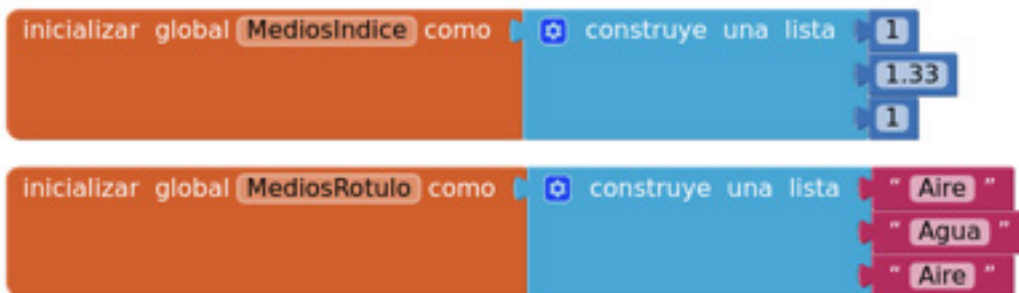 inicializar global MediosIndice como construye una lista 1
1.33
1
inicializar global MediosRotulo como construye una lista " Aire "
" Agua "
" Aire "